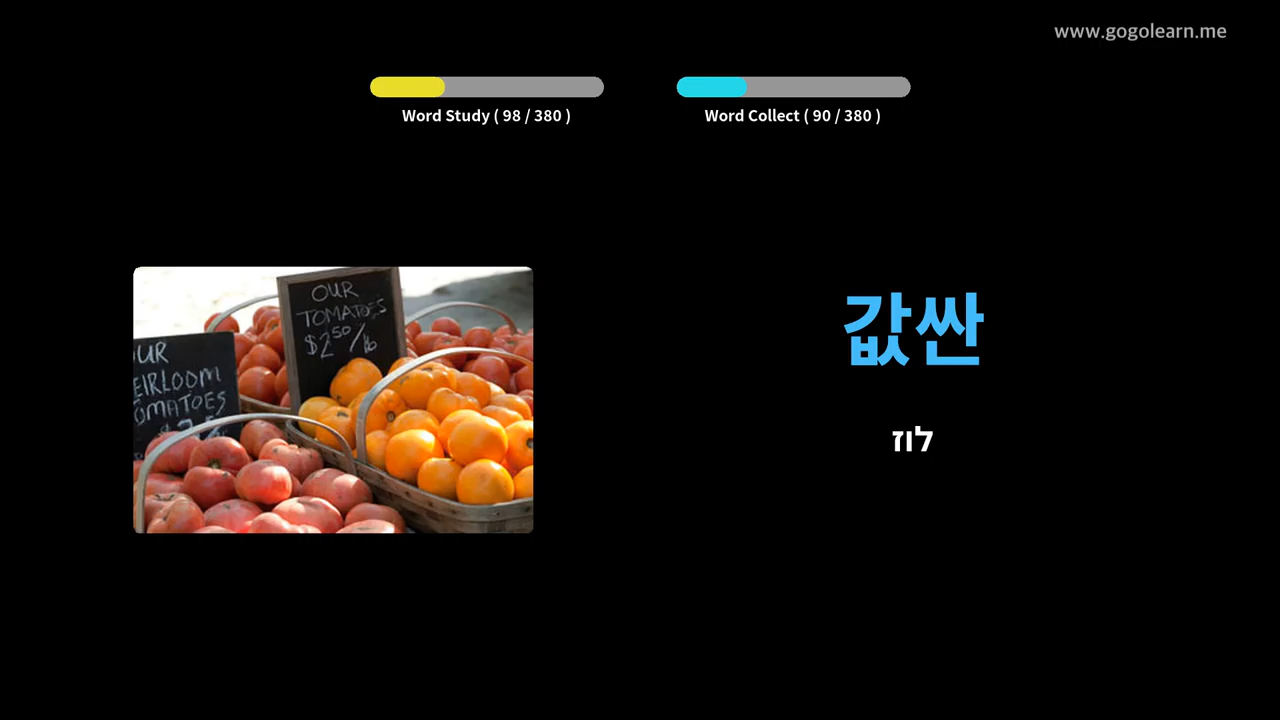 www.gogolearn.me
Word Study ( 98 / 380 )
Word Collect ( 90 / 380 )
OUR
TOMATOES
$2.50/lb
UR
EIRLOOM
OMATOES
값싼
לוז